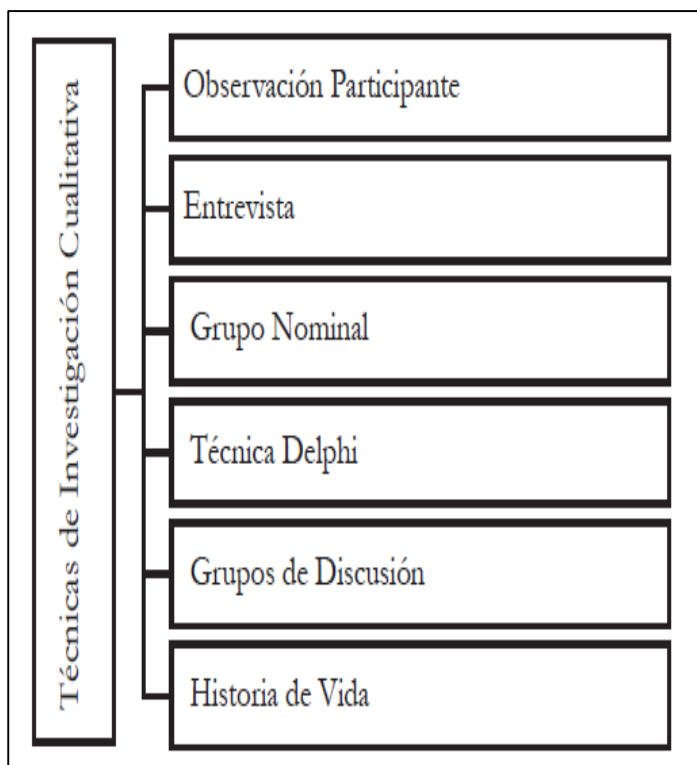 Técnicas de Investigación Cualitativa
Observación Participante
Entrevista
Grupo Nominal
Técnica Delphi
Grupos de Discusión
Historia de Vida